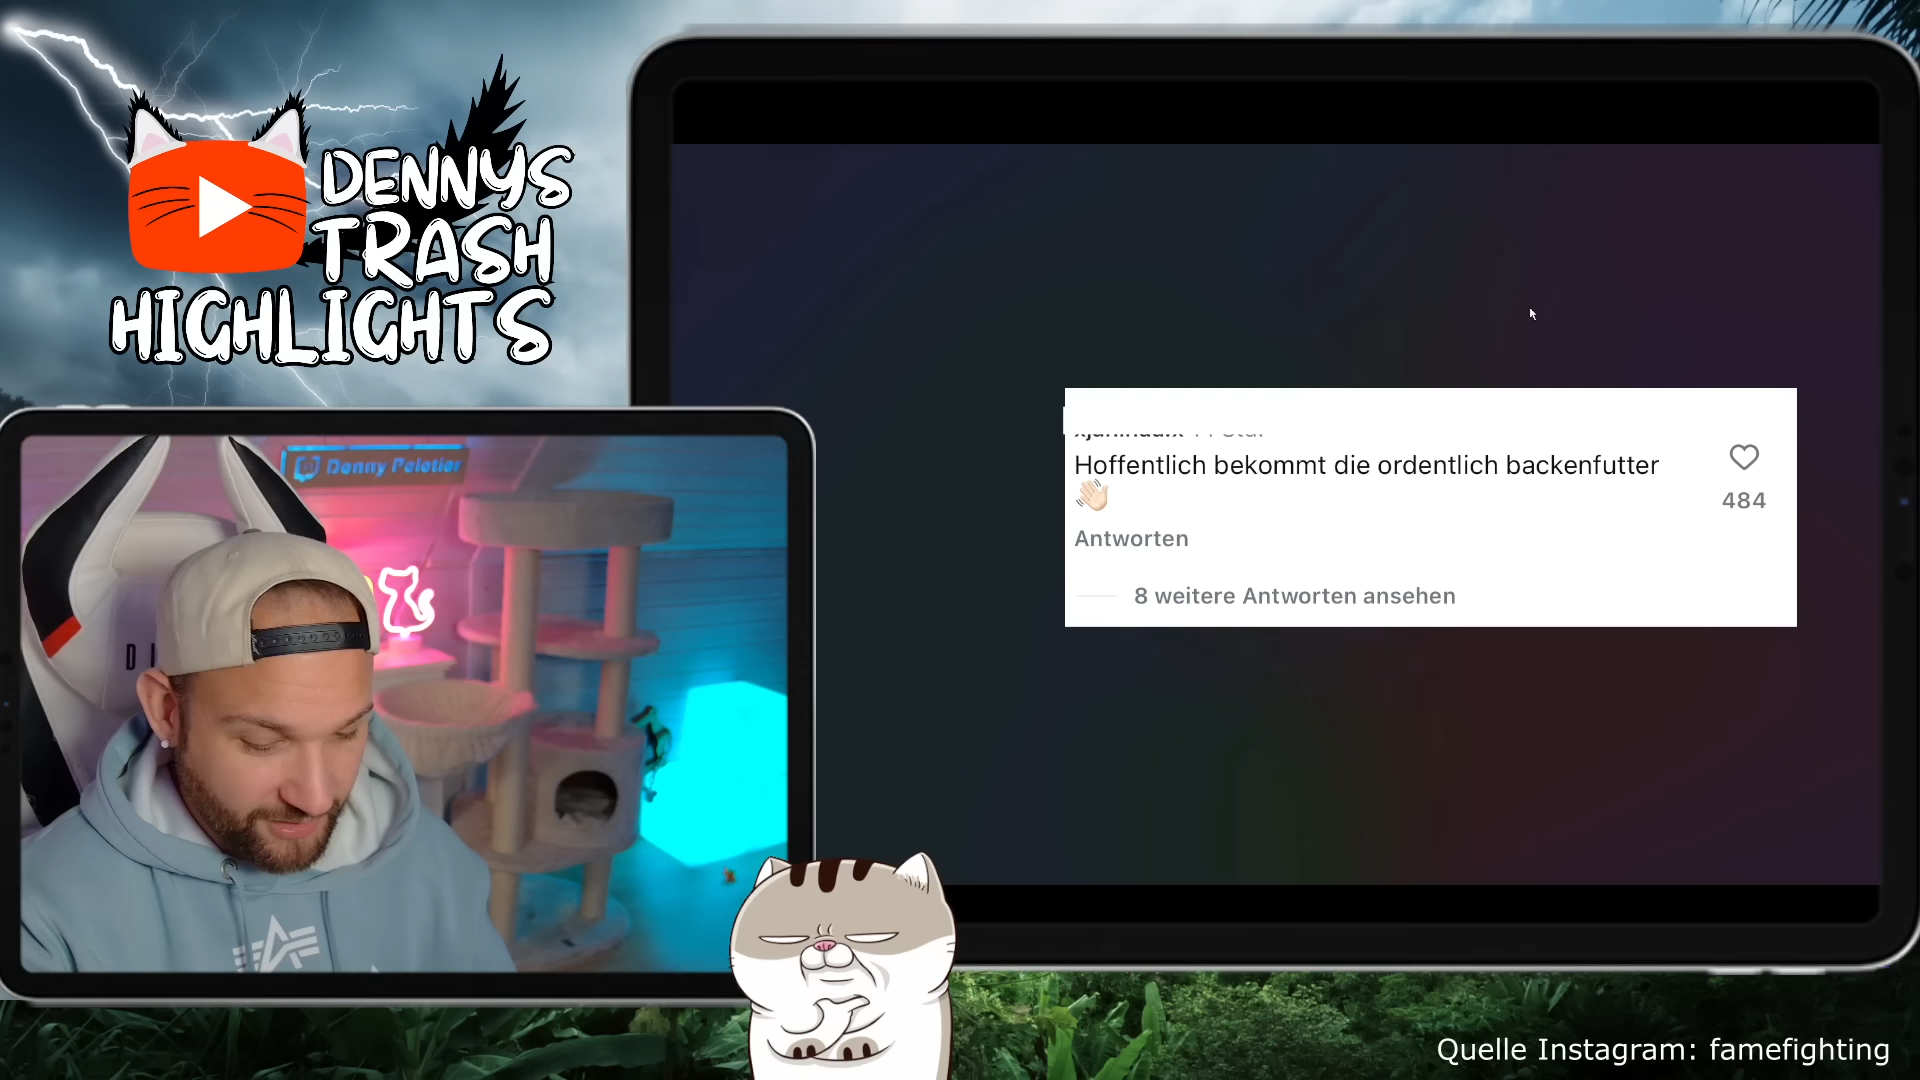 DENNYS
TRASH
HIGHLIGHTS
Denny Peletier
Hoffentlich bekommt die ordentlich backenfutter
👋🏻
484
Antworten
8 weitere Antworten ansehen
Quelle Instagram: famefighting